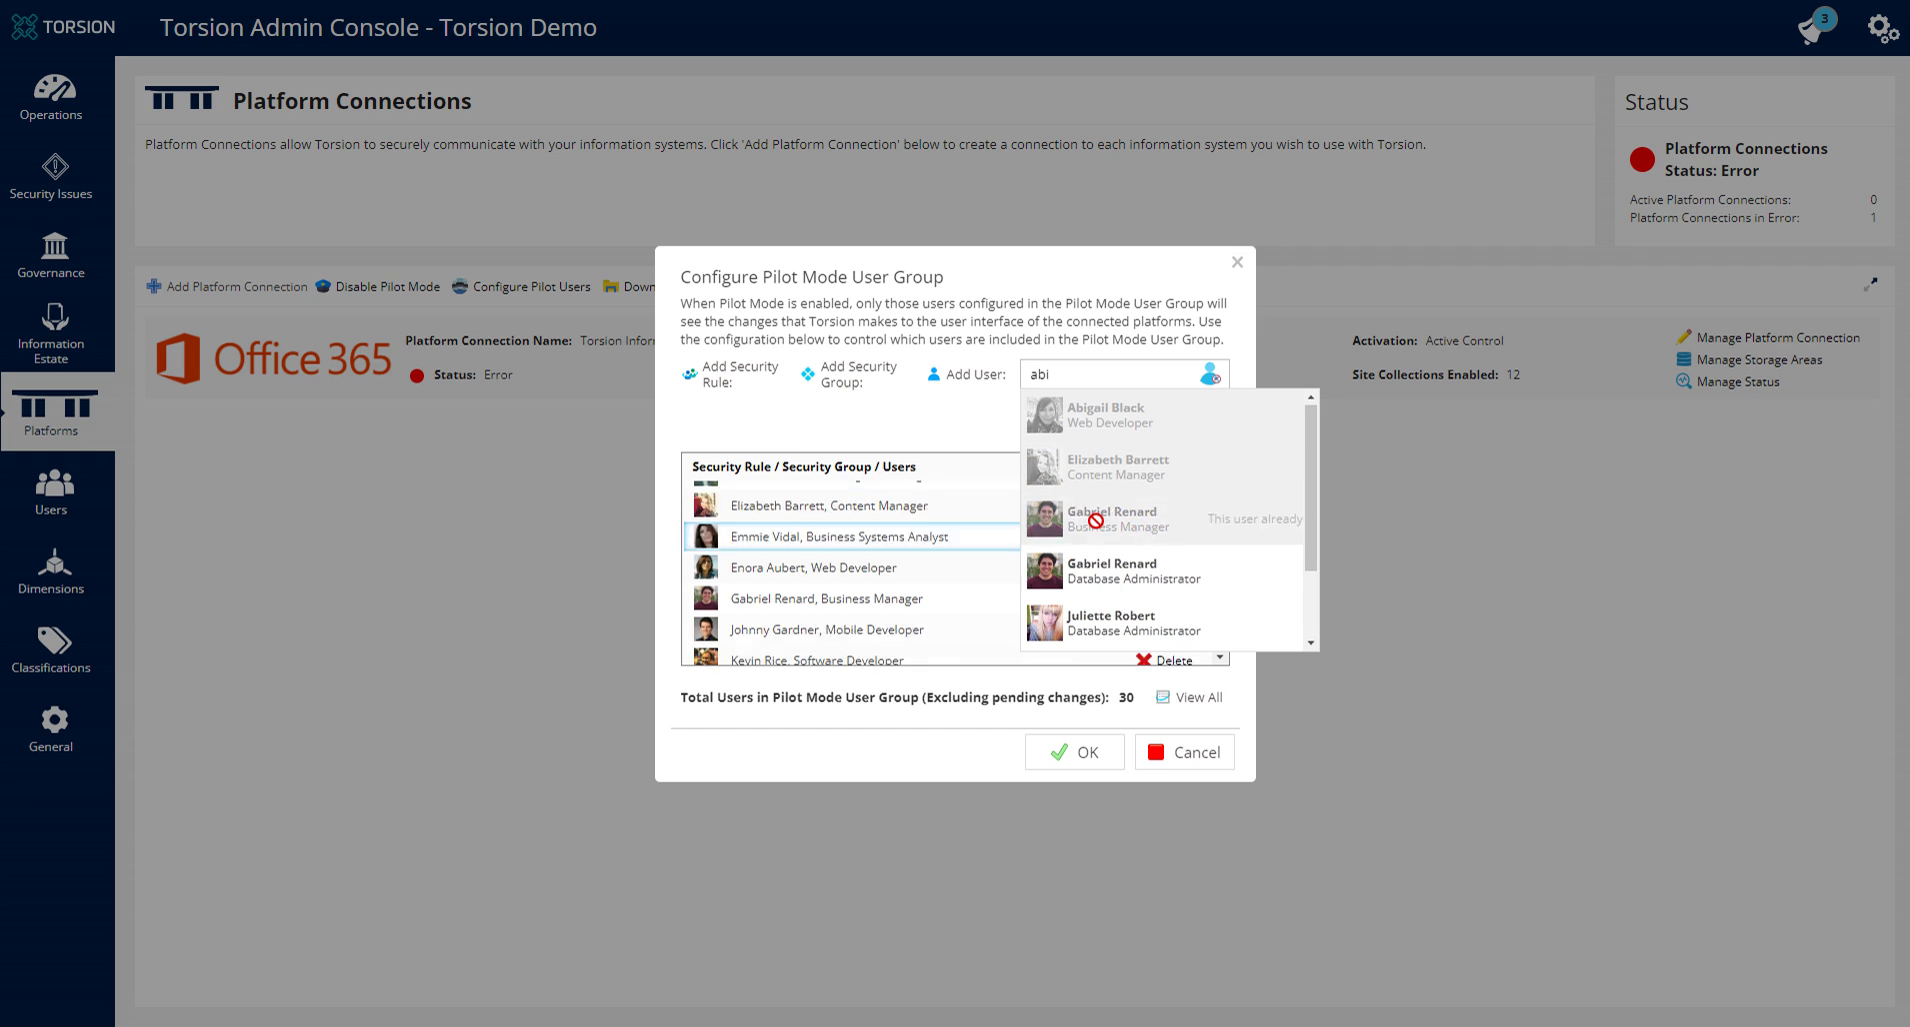 TORSION
Torsion Admin Console - Torsion Demo
3
Operations
Security Issues
Governance
Information
Estate
Platforms
Users
Dimensions
Classifications
General
Platform Connections
Platform Connections allow Torsion to securely communicate with your information systems. Click 'Add Platform Connection' below to create a connection to each information system you wish to use with Torsion.
Status
Platform Connections
Status: Error
Active Platform Connections: 0
Platform Connections in Error: 1
Add Platform Connection Disable Pilot Mode Configure Pilot Users Down
Office 365
Platform Connection Name: Torsion Infor
Status: Error
Activation: Active Control
Site Collections Enabled: 12
Manage Platform Connection
Manage Storage Areas
Manage Status
Configure Pilot Mode User Group
When Pilot Mode is enabled, only those users configured in the Pilot Mode User Group will
see the changes that Torsion makes to the user interface of the connected platforms. Use
the configuration below to control which users are included in the Pilot Mode User Group.
Add Security
Rule:
Add Security
Group:
Add User:
abi
Abigail Black
Web Developer
Elizabeth Barrett
Content Manager
Gabriel Renard
Business Manager
This user already
Gabriel Renard
Database Administrator
Juliette Robert
Database Administrator
Security Rule / Security Group / Users
Elizabeth Barrett, Content Manager
Emmie Vidal, Business Systems Analyst
Enora Aubert, Web Developer
Gabriel Renard, Business Manager
Johnny Gardner, Mobile Developer
Kevin Rice, Software Developer
Delete
Total Users in Pilot Mode User Group (Excluding pending changes): 30
View All
OK
Cancel